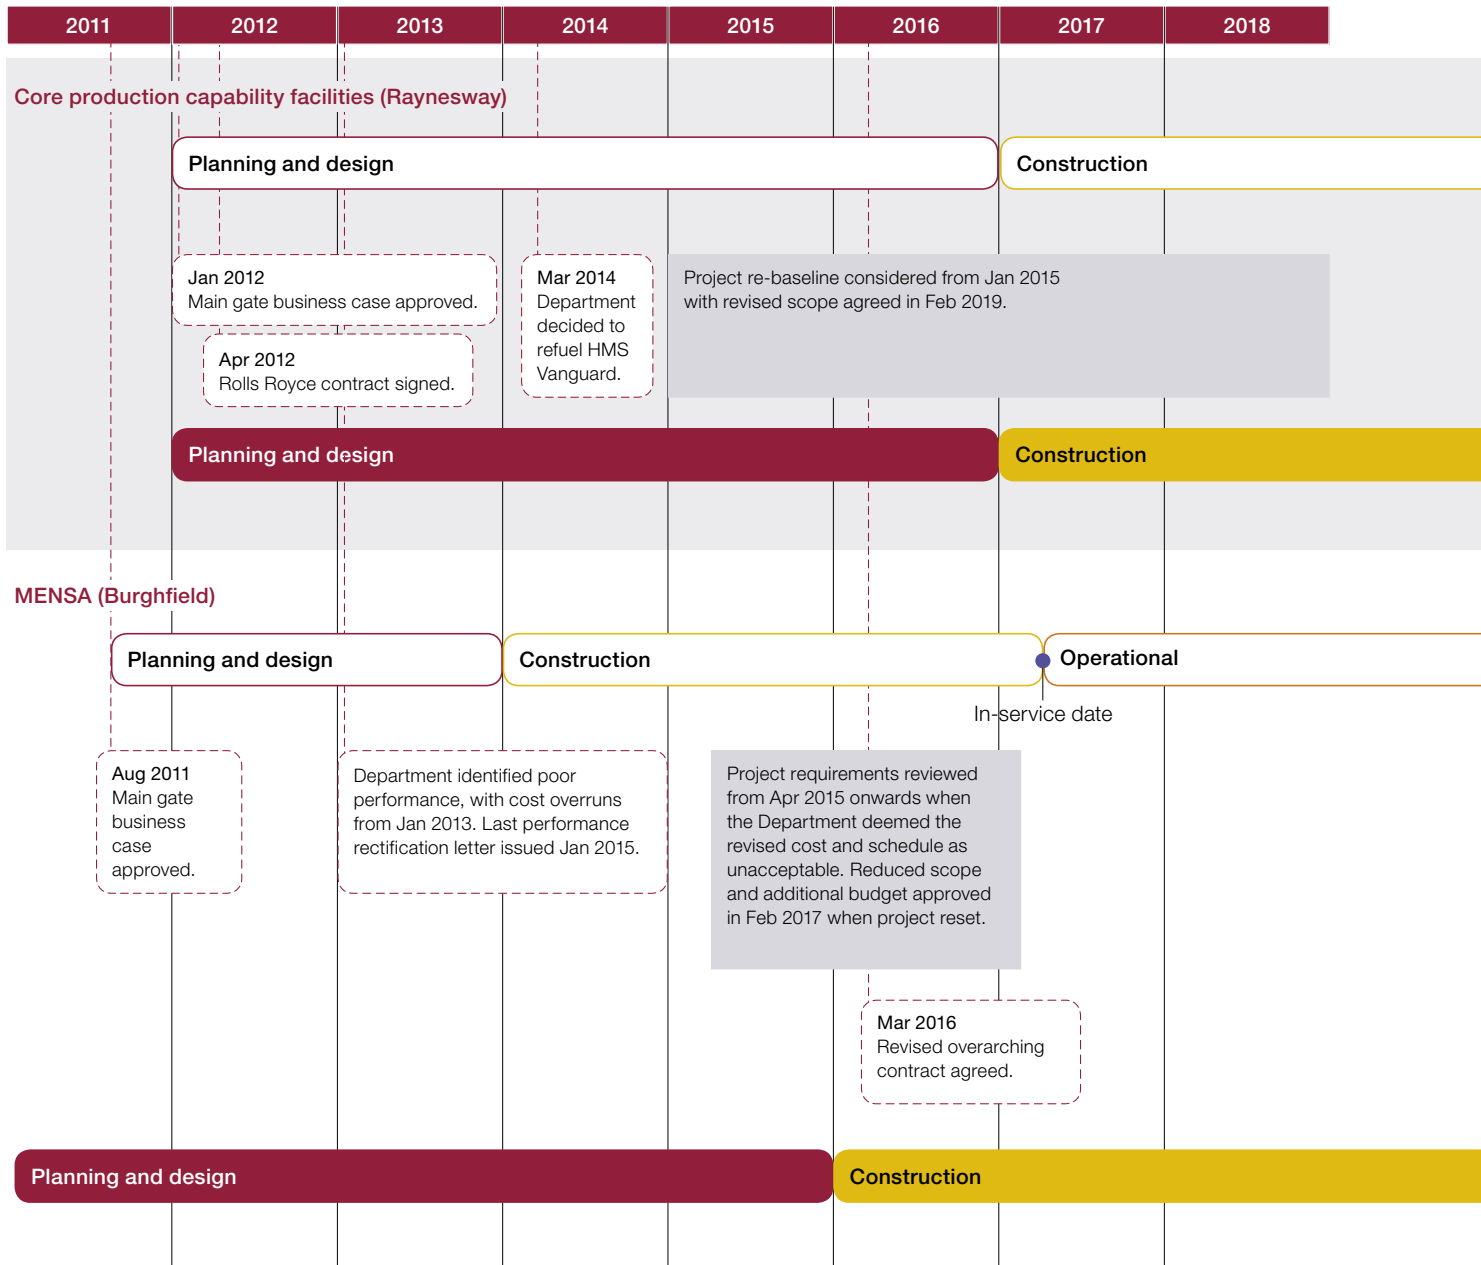 2011 2012 2013 2014 2015 2016 2017 2018
Core production capability facilities (Raynesway)
Planning and design
Construction
Jan 2012
Main gate business case approved.
Apr 2012
Rolls Royce contract signed.
Mar 2014
Department
decided to
refuel HMS
Vanguard.
Project re-baseline considered from Jan 2015
with revised scope agreed in Feb 2019.
Planning and design
Construction
MENSA (Burghfield)
Planning and design
Construction
Operational
In-service date
Aug 2011
Main gate
business
case
approved.
Department identified poor
performance, with cost overruns
from Jan 2013. Last performance
rectification letter issued Jan 2015.
Project requirements reviewed
from Apr 2015 onwards when
the Department deemed the
revised cost and schedule as
unacceptable. Reduced scope
and additional budget approved
in Feb 2017 when project reset.
Mar 2016
Revised overarching
contract agreed.
Planning and design
Construction